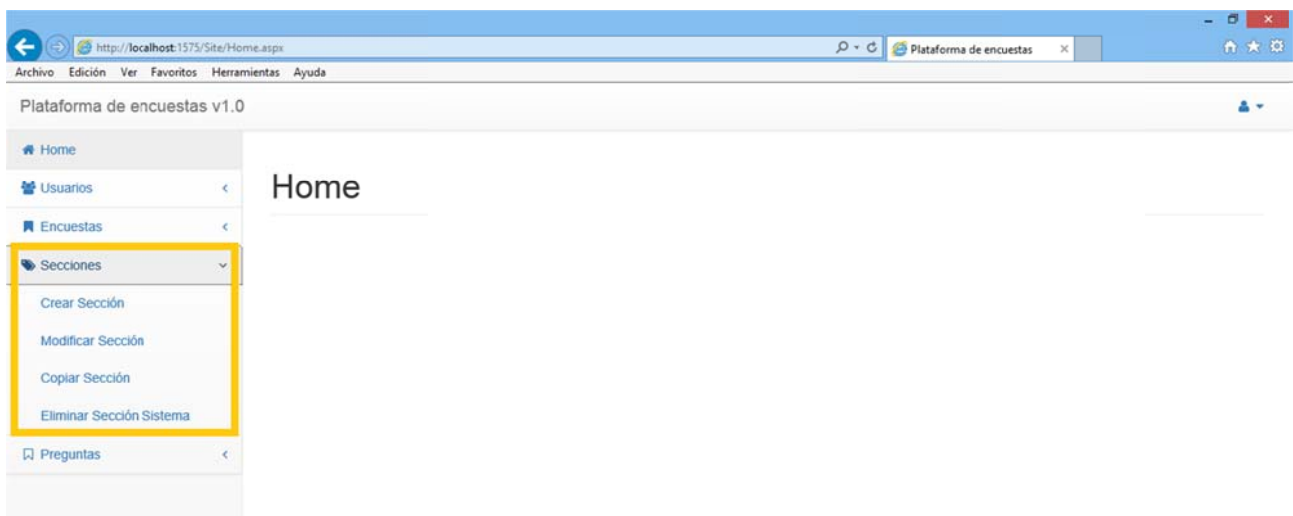 http://localhost:1575/Site/Home.aspx
Plataforma de encuestas
Archivo Edición Ver Favoritos Herramientas Ayuda
Plataforma de encuestas v1.0
Home
Usuarios
Home
Encuestas
Secciones
Crear Sección
Modificar Sección
Copiar Sección
Eliminar Sección Sistema
Preguntas